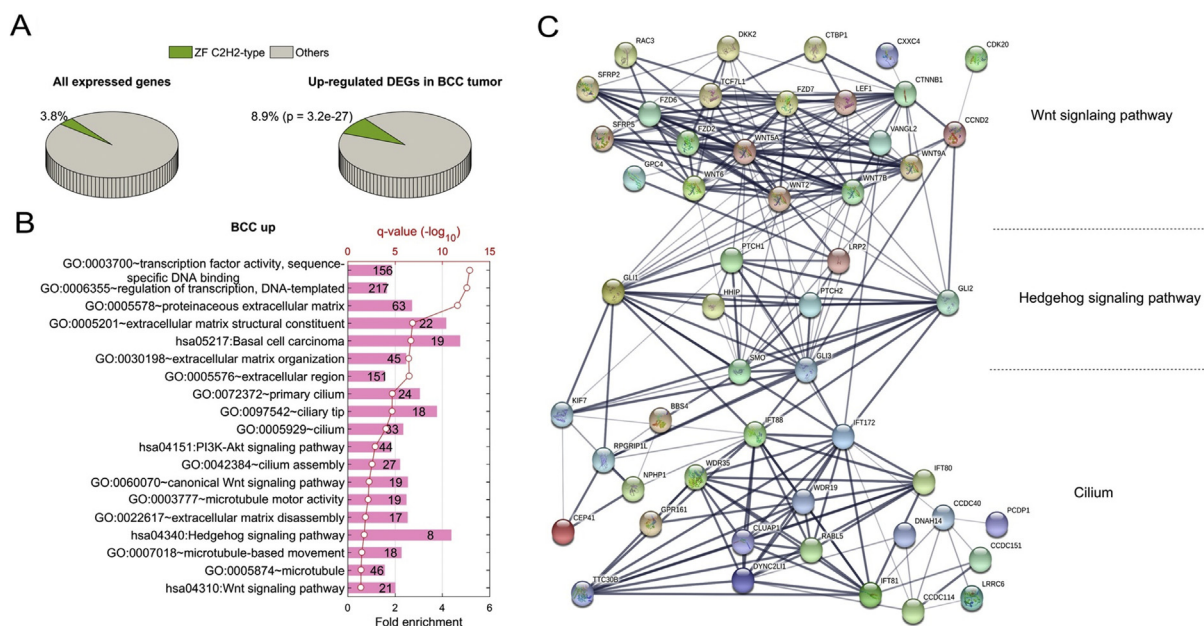 A
ZF C2H2-type
Others
All expressed genes
Up-regulated DEGs in BCC tumor
3.8%
8.9% (p = 3.2e-27)
B
BCC up
q-value (-log10)
0
5
10
15
GO:0003700~transcription factor activity, sequence-
specific DNA binding
156
GO:0006355~regulation of transcription, DNA-templated
217
GO:0005578~proteinaceous extracellular matrix
63
GO:0005201~extracellular matrix structural constituent
22
hsa05217:Basal cell carcinoma
19
GO:0030198~extracellular matrix organization
45
GO:0005576~extracellular region
151
GO:0072372~primary cilium
24
GO:0097542~ciliary tip
18
GO:0005929~cilium
33
hsa04151:PI3K-Akt signaling pathway
44
GO:0042384~cilium assembly
27
GO:0060070~canonical Wnt signaling pathway
19
GO:0003777~microtubule motor activity
19
GO:0022617~extracellular matrix disassembly
17
hsa04340:Hedgehog signaling pathway
8
GO:0007018~microtubule-based movement
18
GO:0005874~microtubule
46
hsa04310:Wnt signaling pathway
21
0
2
4
6
Fold enrichment
C
RAC3
DKK2
CTBP1
CXXC4
CDK20
SFRP2
TCF7L1
FZD7
LEF1
CTNNB1
FZD6
SFRP5
FZD2
WNT5A
VANGL2
CCND2
GPC4
WNT6
WNT2
WNT7B
WNT9A
Wnt signlaing pathway
PTCH1
LRP2
GLI1
HHIP
PTCH2
GLI2
SMO
GLI3
Hedgehog signaling pathway
KIF7
BBS4
IFT88
IFT172
RPGRIP1L
NPHP1
WDR35
WDR19
IFT80
CEP41
GPR161
CLUAP1
RABL5
DNAH14
CCDC40
PCDP1
TTC30B
DYNC2LI1
IFT81
CCDC151
CCDC114
LRRC6
Cilium